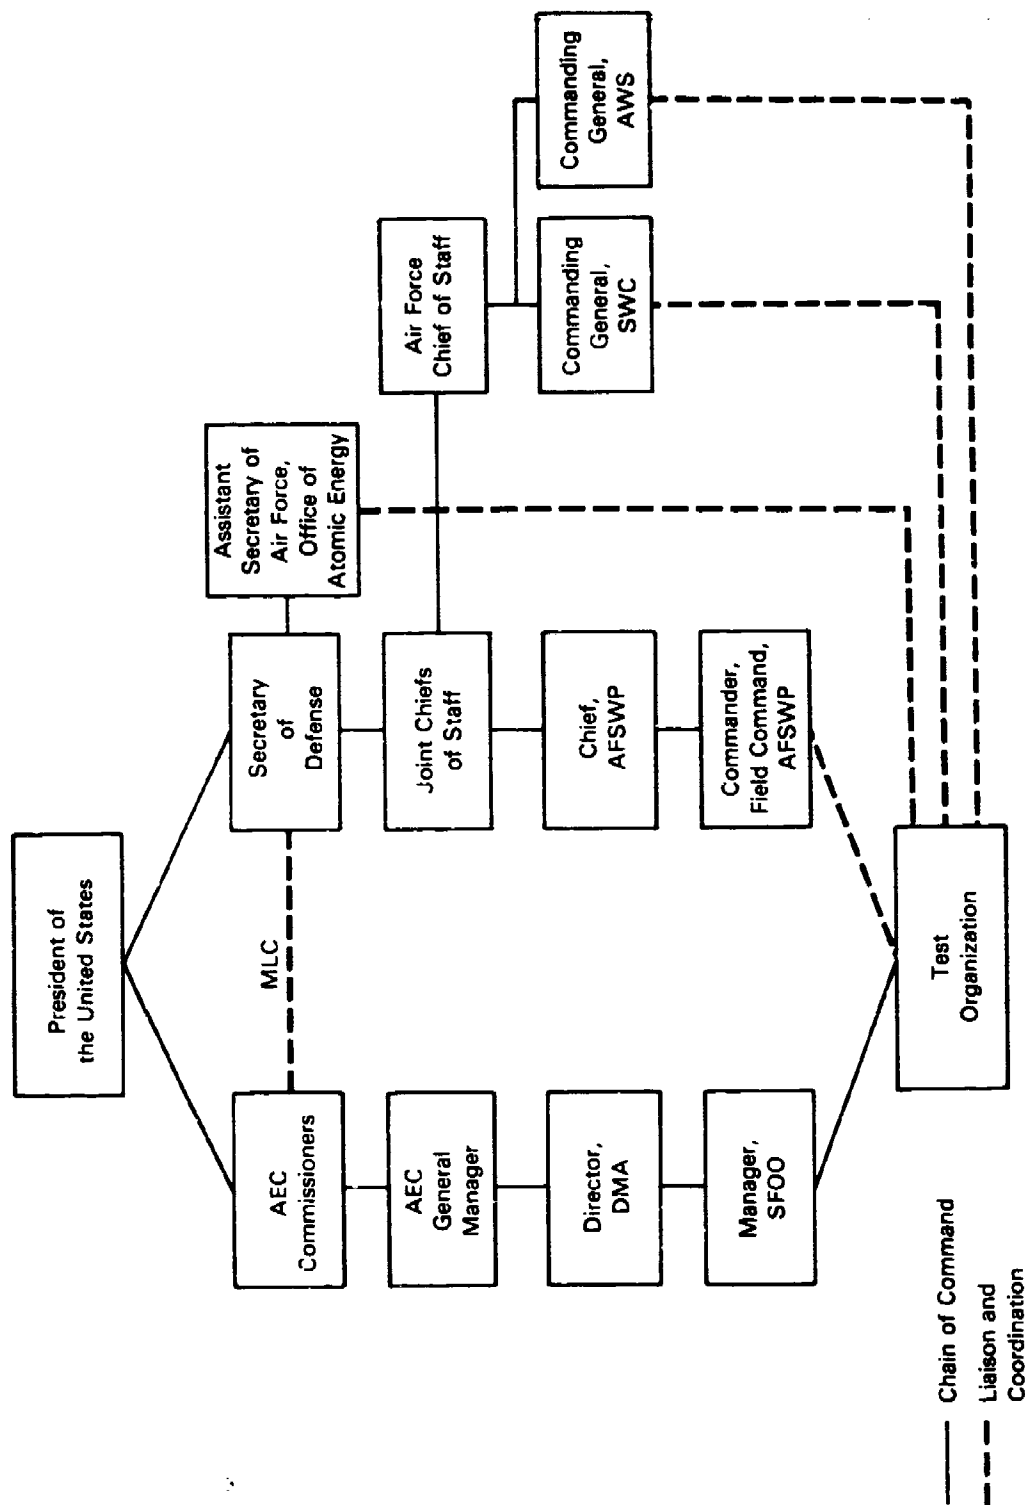 President of
the United States
AEC
Commissioners
MLC
Secretary
of
Defense
Assistant
Secretary of
Air Force,
Office of
Atomic Energy
AEC
General
Manager
Joint Chiefs
of Staff
Air Force
Chief of Staff
Director,
DMA
Chief,
AFSWP
Commanding
General,
SWC
Commanding
General,
AWS
Manager,
SFOO
Commander,
Field Command,
AFSWP
Test
Organization
Chain of Command
Liaison and
Coordination